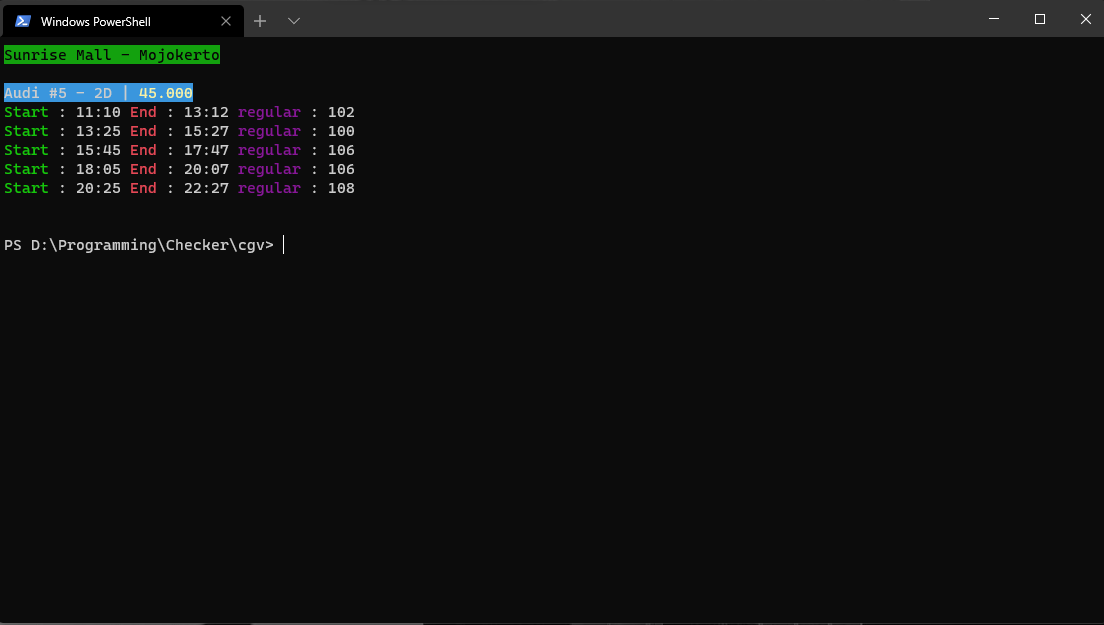 Windows PowerShell
Sunrise Mall - Mojokerto
Audi #5 - 2D | 45.000
Start : 11:10 End : 13:12 regular : 102
Start : 13:25 End : 15:27 regular : 100
Start : 15:45 End : 17:47 regular : 106
Start : 18:05 End : 20:07 regular : 106
Start : 20:25 End : 22:27 regular : 108
PS D:\Programming\Checker\cgv>